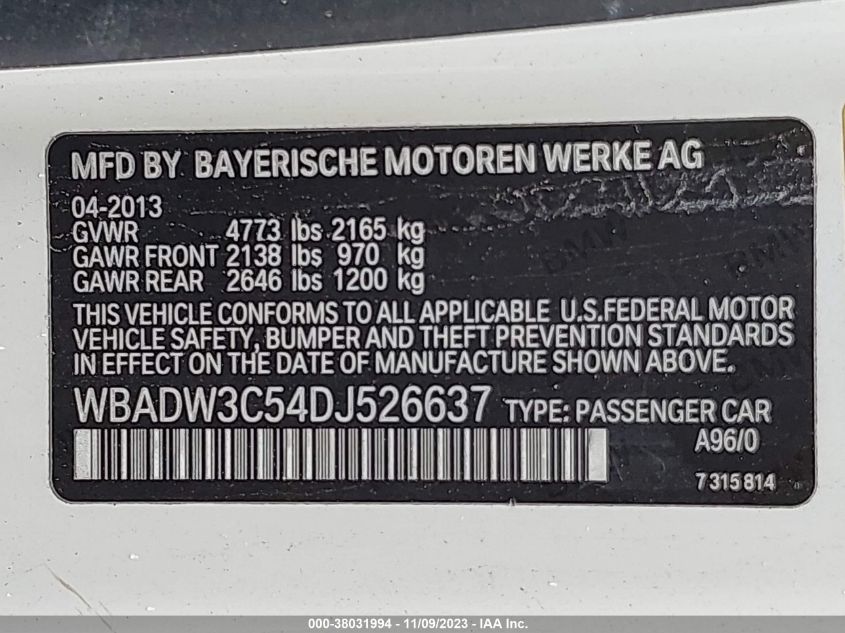 MFD BY BAYERISCHE MOTOREN WERKE AG
04-2013
GVWR 4773 lbs 2165 kg
GAWR FRONT 2138 lbs 970 kg
GAWR REAR 2646 lbs 1200 kg
THIS VEHICLE CONFORMS TO ALL APPLICABLE U.S.FEDERAL MOTOR
VEHICLE SAFETY, BUMPER AND THEFT PREVENTION STANDARDS
IN EFFECT ON THE DATE OF MANUFACTURE SHOWN ABOVE.
WBADW3C54DJ526637 TYPE: PASSENGER CAR
A96/0
7 315 814
BMW
BMW
BMW
000-38031994 - 11/09/2023 - IAA Inc.